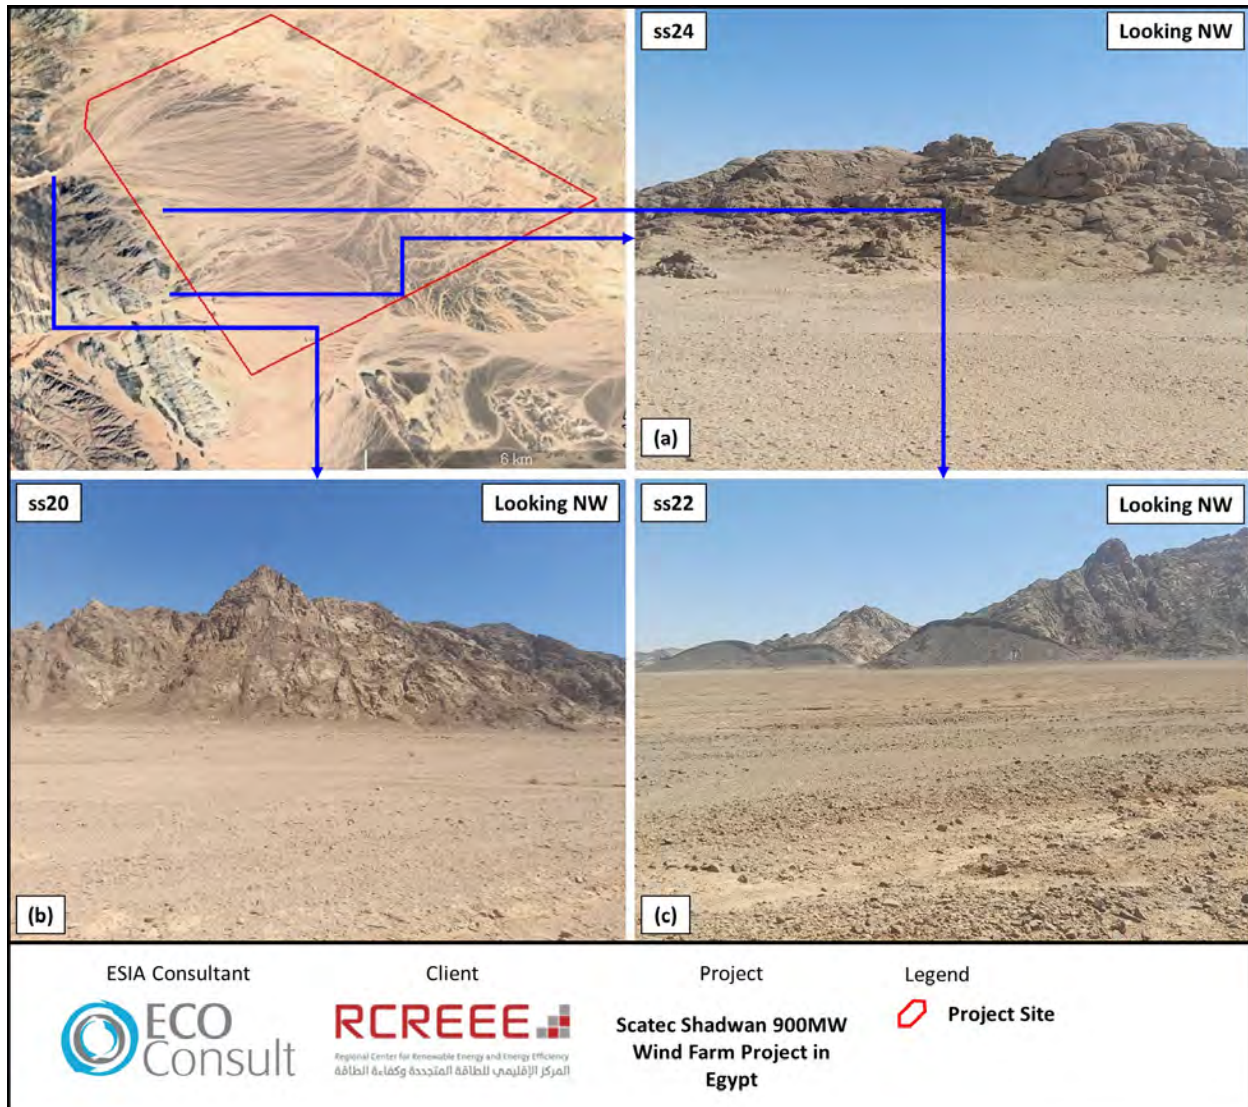 ss24
Looking NW
6 km
(a)
ss20
Looking NW
ss22
Looking NW
(b)
(c)
ESIA Consultant
ECO
Consult
Client
RCREEE
Regional Center for Renewable Energy and Energy Efficiency
المركز الإقليمي للطاقة المتجددة وكفاءة الطاقة
Project
Scatec Shadwan 900MW
Wind Farm Project in
Egypt
Legend
Project Site